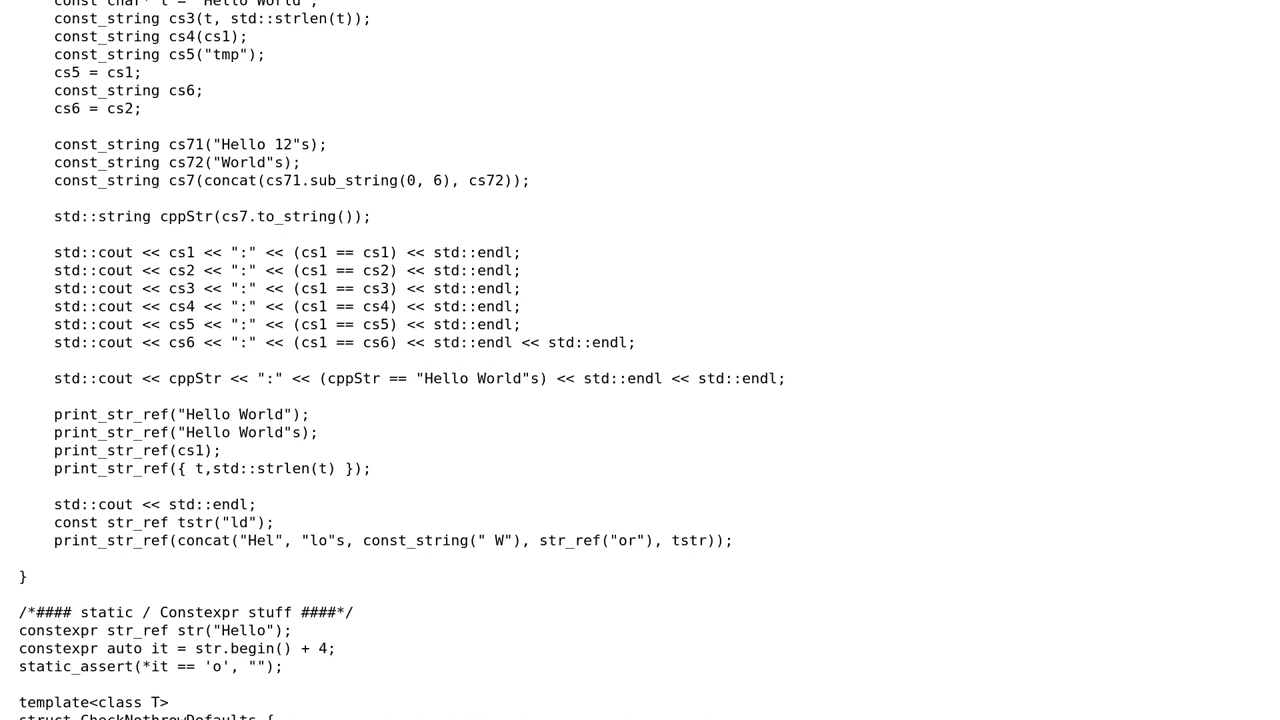 const char* t = "Hello World";
const_string cs3(t, std::strlen(t));
const_string cs4(cs1);
const_string cs5("tmp");
cs5 = cs1;
const_string cs6;
cs6 = cs2;
const_string cs71("Hello 12"s);
const_string cs72("World"s);
const_string cs7(concat(cs71.sub_string(0, 6), cs72));
std::string cppStr(cs7.to_string());
std::cout << cs1 << ":" << (cs1 == cs1) << std::endl;
std::cout << cs2 << ":" << (cs1 == cs2) << std::endl;
std::cout << cs3 << ":" << (cs1 == cs3) << std::endl;
std::cout << cs4 << ":" << (cs1 == cs4) << std::endl;
std::cout << cs5 << ":" << (cs1 == cs5) << std::endl;
std::cout << cs6 << ":" << (cs1 == cs6) << std::endl << std::endl;
std::cout << cppStr << ":" << (cppStr == "Hello World"s) << std::endl << std::endl;
print_str_ref("Hello World");
print_str_ref("Hello World"s);
print_str_ref(cs1);
print_str_ref({ t,std::strlen(t) });
std::cout << std::endl;
const str_ref tstr("ld");
print_str_ref(concat("Hel", "lo"s, const_string(" W"), str_ref("or"), tstr));
}
/*#### static / Constexpr stuff ####*/
constexpr str_ref str("Hello");
constexpr auto it = str.begin() + 4;
static_assert(*it == 'o', "");
template<class T>
struct CheckNothrowDefaults {